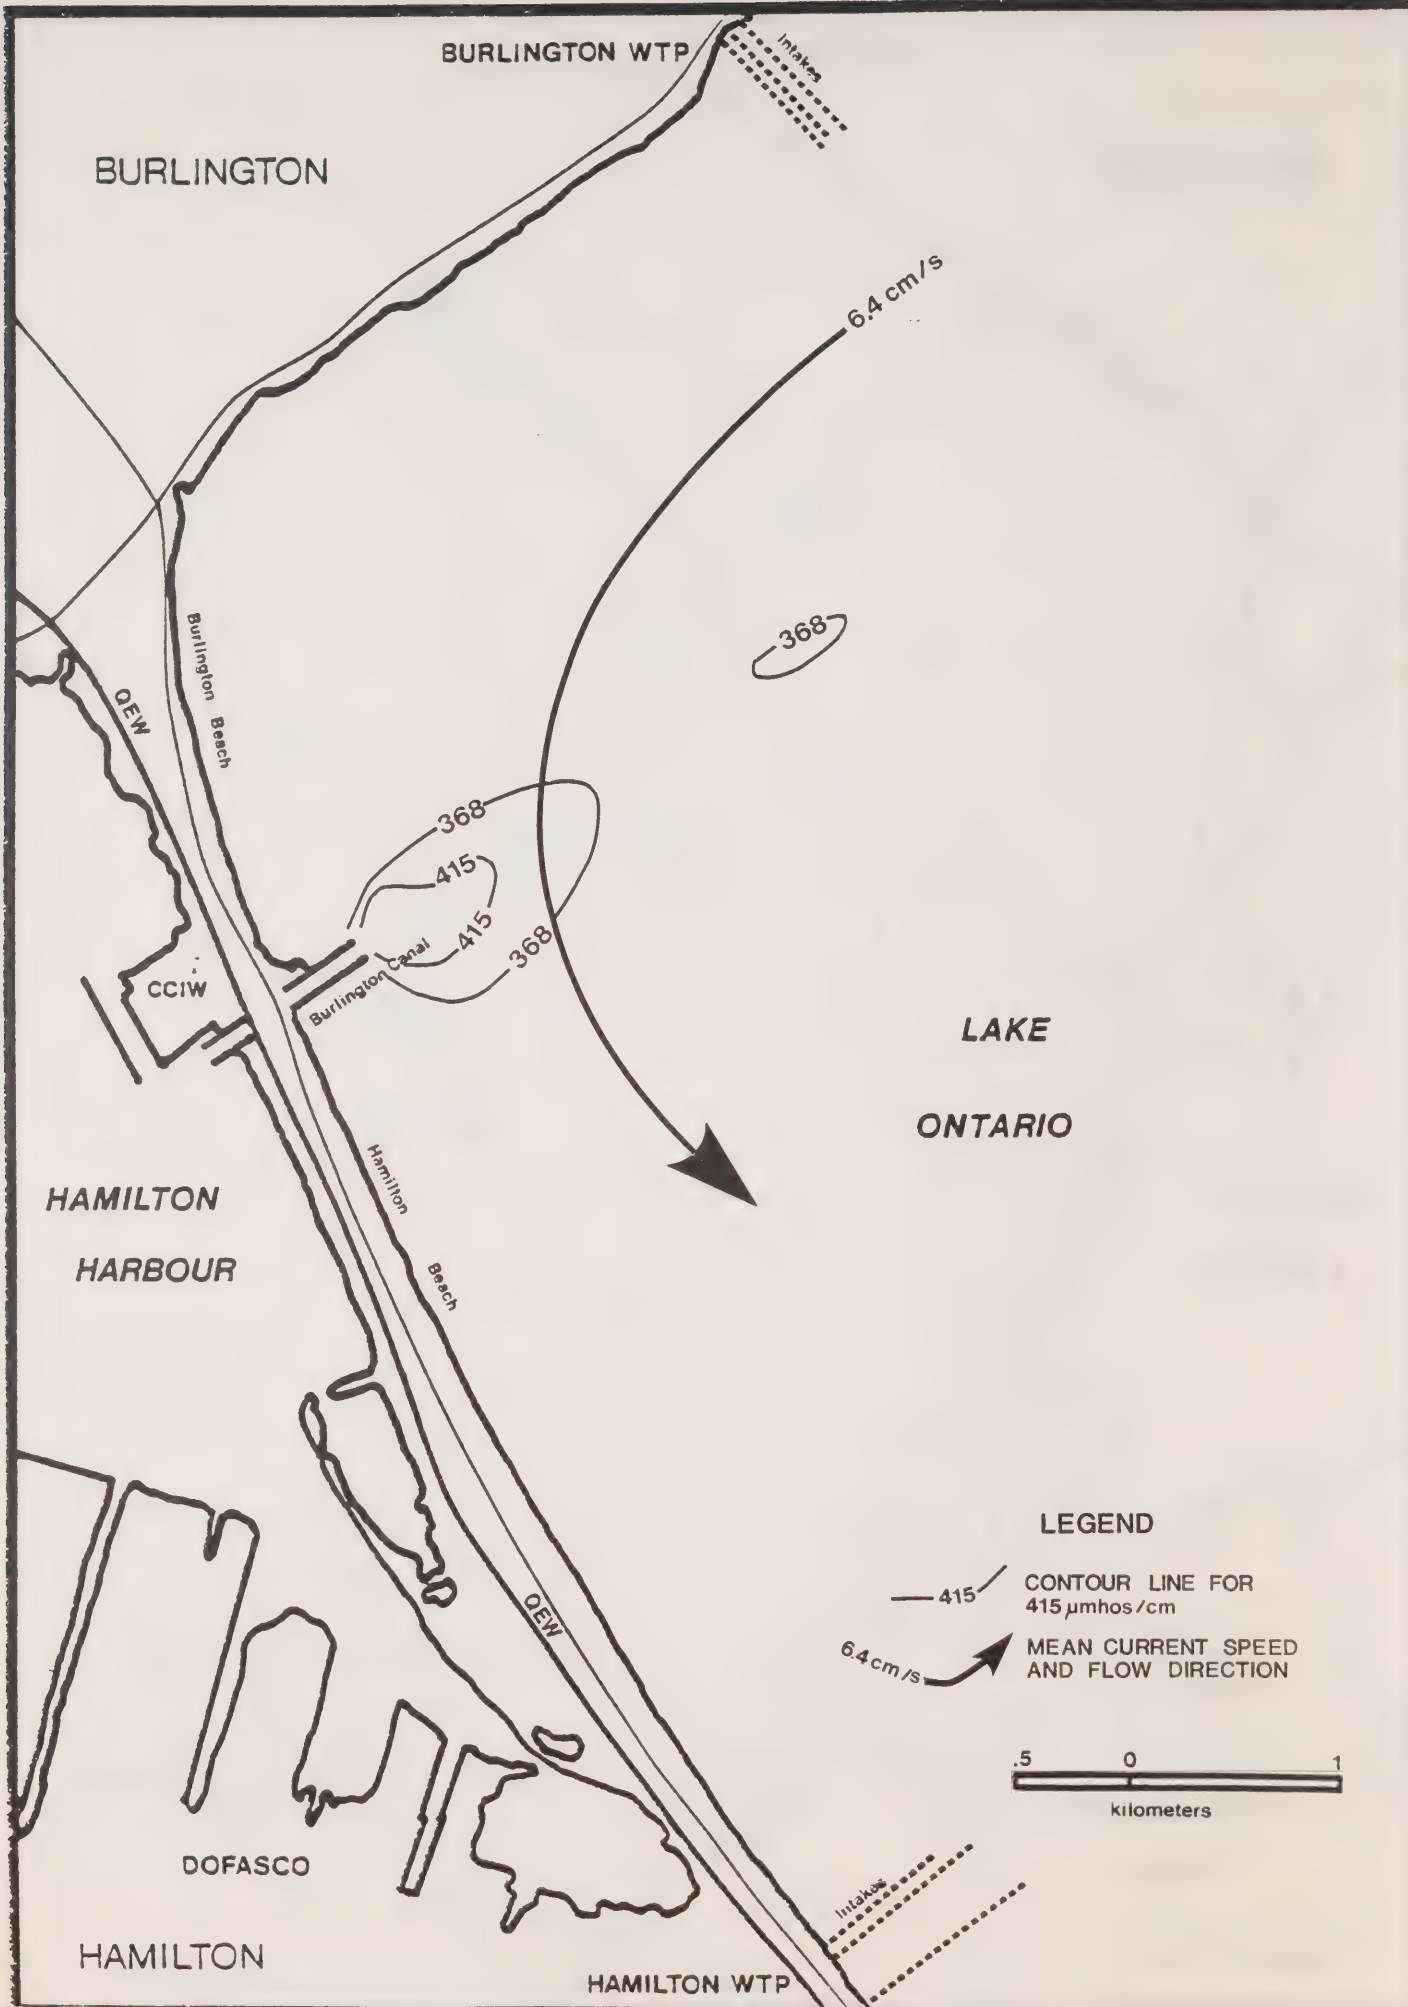 BURLINGTON WTP
Intakes
BURLINGTON
6.4 cm/s
368
QEW
Burlington Beach
368
415
415
368
Burlington Canal
CCIW
LAKE
ONTARIO
HAMILTON
HARBOUR
Hamilton
Beach
LEGEND
415
CONTOUR LINE FOR
415 µmhos/cm
QEW
6.4 cm/s
MEAN CURRENT SPEED
AND FLOW DIRECTION
.5 0 1
kilometers
DOFASCO
Intakes
HAMILTON
HAMILTON WTP